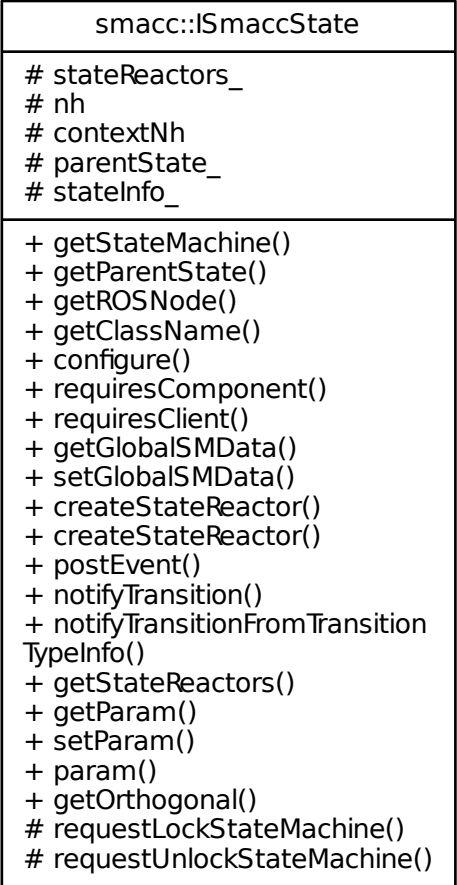 smacc::ISmaccState
# stateReactors_
# nh
# contextNh
# parentState_
# stateInfo_
+ getStateMachine()
+ getParentState()
+ getROSNode()
+ getClassName()
+ configure()
+ requiresComponent()
+ requiresClient()
+ getGlobalSMData()
+ setGlobalSMData()
+ createStateReactor()
+ createStateReactor()
+ postEvent()
+ notifyTransition()
+ notifyTransitionFromTransition
TypeInfo()
+ getStateReactors()
+ getParam()
+ setParam()
+ param()
+ getOrthogonal()
# requestLockStateMachine()
# requestUnlockStateMachine()